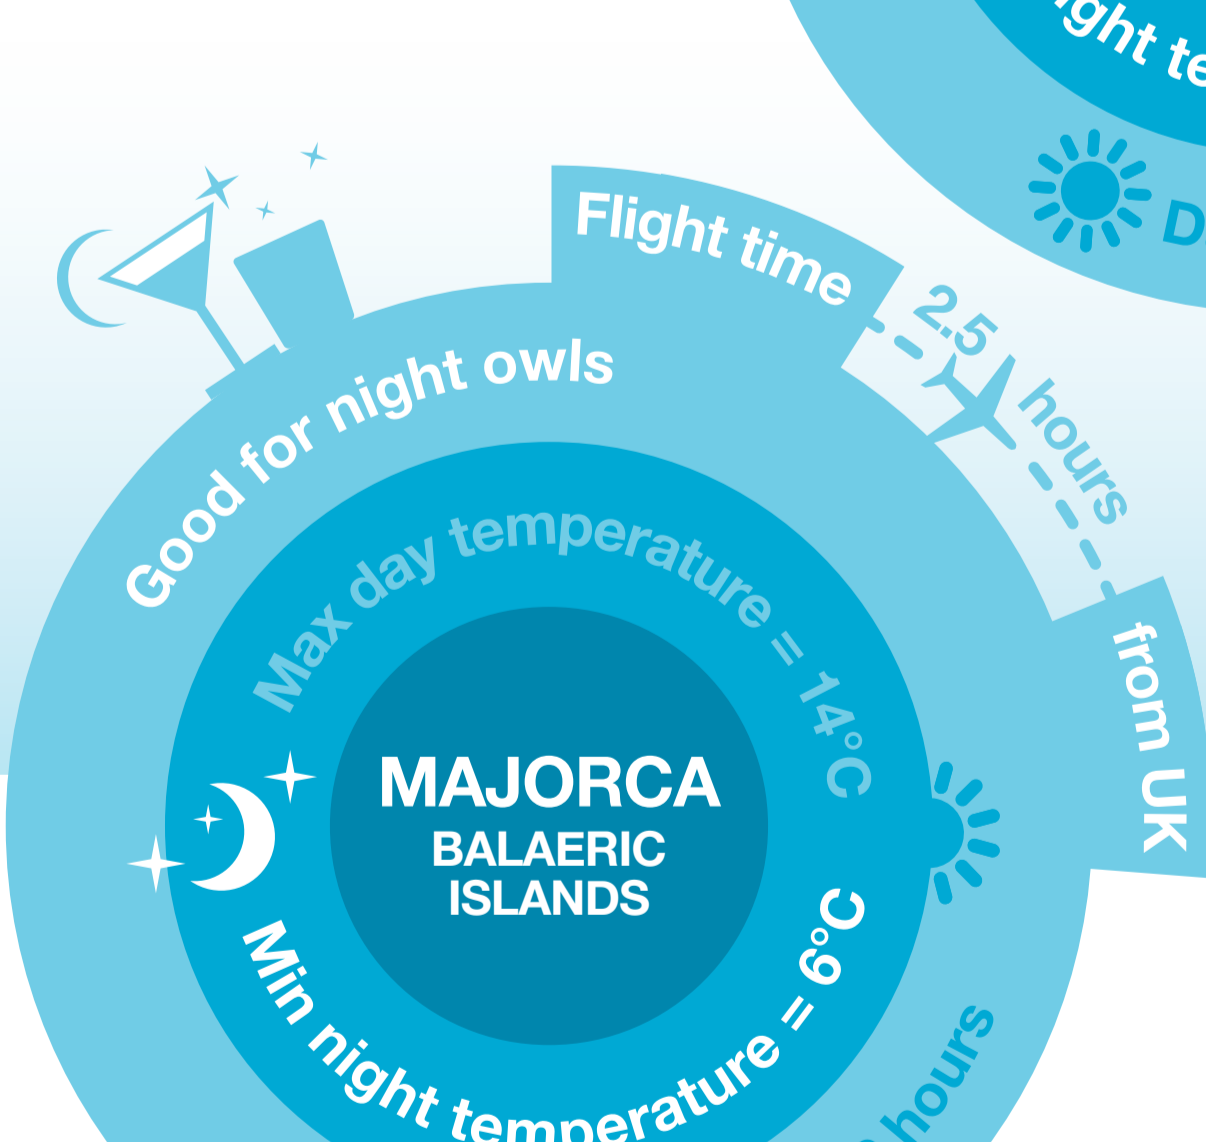 Flight time
2.5 hours
from UK
Good for night owls
Max day temperature = 14°C
MAJORCA
BALAERIC
ISLANDS
Min night temperature = 6°C
hours